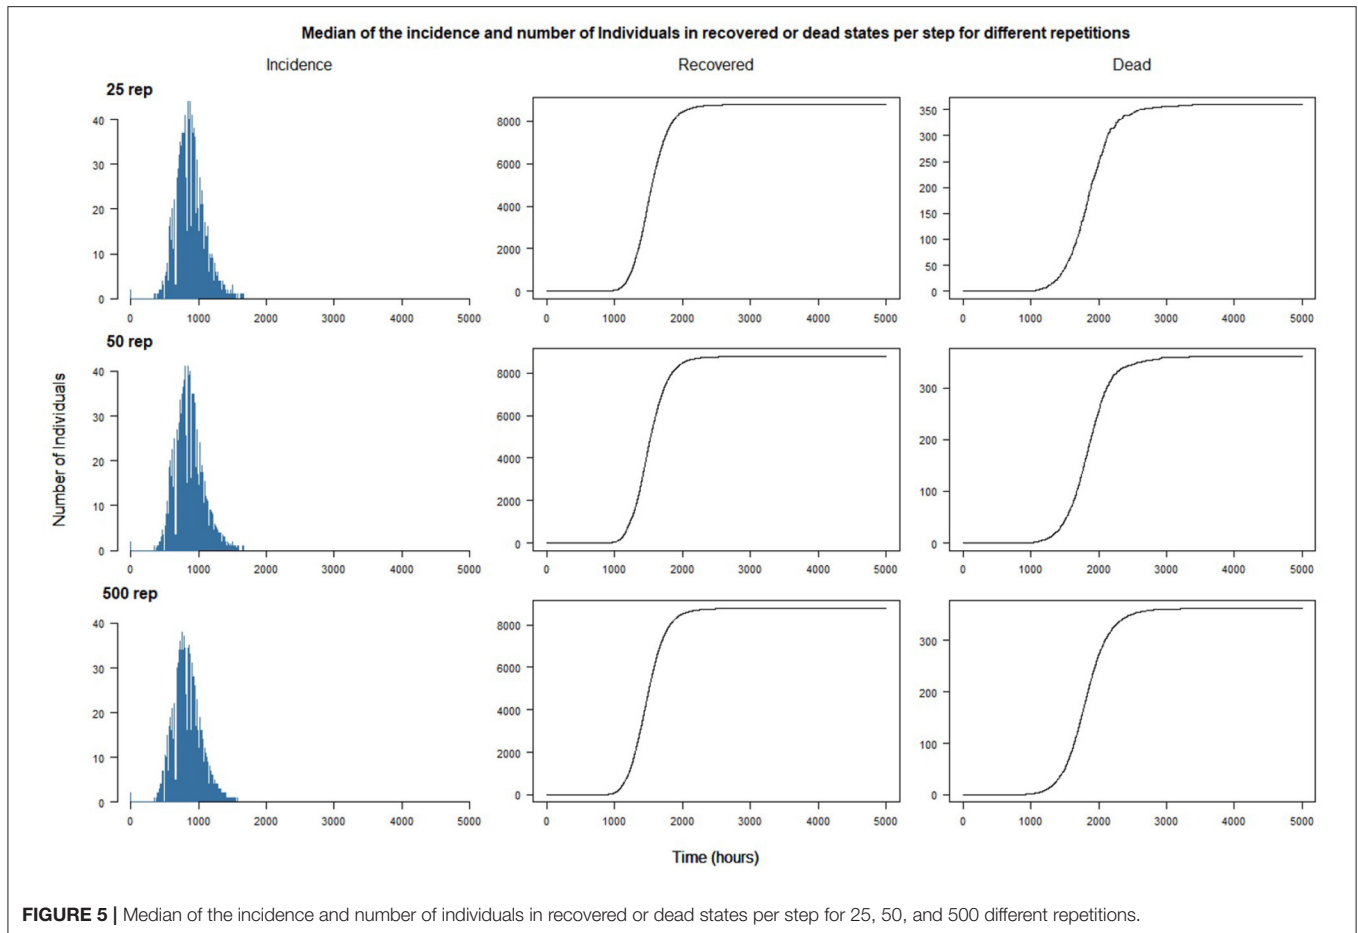 Median of the incidence and number of Individuals in recovered or dead states per step for different repetitions
Incidence
Recovered
Dead
25 rep
40
30
20
10
0
0 1000 2000 3000 4000 5000
8000
6000
4000
2000
0
0 1000 2000 3000 4000 5000
350
300
250
200
150
100
50
0
0 1000 2000 3000 4000 5000
50 rep
Number of Individuals
40
30
20
10
0
0 1000 2000 3000 4000 5000
8000
6000
4000
2000
0
0 1000 2000 3000 4000 5000
300
200
100
0
0 1000 2000 3000 4000 5000
500 rep
40
30
20
10
0
0 1000 2000 3000 4000 5000
8000
6000
4000
2000
0
0 1000 2000 3000 4000 5000
300
200
100
0
0 1000 2000 3000 4000 5000
Time (hours)
FIGURE 5 | Median of the incidence and number of individuals in recovered or dead states per step for 25, 50, and 500 different repetitions.